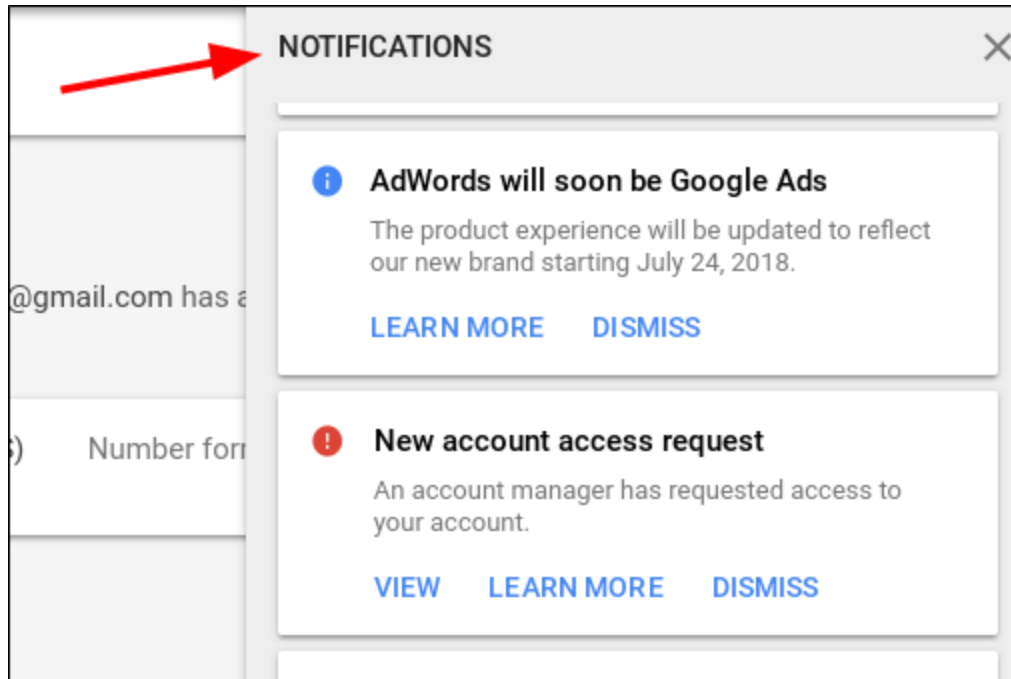 NOTIFICATIONS
AdWords will soon be Google Ads
The product experience will be updated to reflect
our new brand starting July 24, 2018.
LEARN MORE DISMISS
@gmail.com has a
New account access request
Number for
An account manager has requested access to
your account.
VIEW LEARN MORE DISMISS